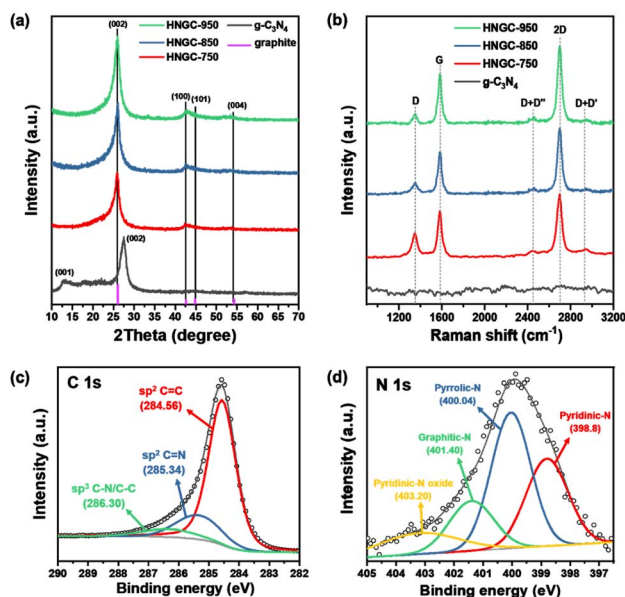 (a)
(002)
HNGC-950
HNGC-850
HNGC-750
g-C₃N₄
graphite
(100)
(101)
(004)
(002)
(001)
Intensity (a.u.)
10 15 20 25 30 35 40 45 50 55 60 65 70
2Theta (degree)
(b)
HNGC-950
HNGC-850
HNGC-750
g-C₃N₄
2D
G
D
D+D''
D+D'
Intensity (a.u.)
1200 1600 2000 2400 2800 3200
Raman shift (cm⁻¹)
(c) C 1s
sp² C=C
(284.56)
sp² C=N
(285.34)
sp³ C-N/C-C
(286.30)
Intensity (a.u.)
290 289 288 287 286 285 284 283 282
Binding energy (eV)
(d) N 1s
Pyrrolic-N
(400.04)
Graphitic-N
(401.40)
Pyridinic-N
(398.8)
Pyridinic-N oxide
(403.20)
Intensity (a.u.)
405 404 403 402 401 400 399 398 397
Binding energy (eV)